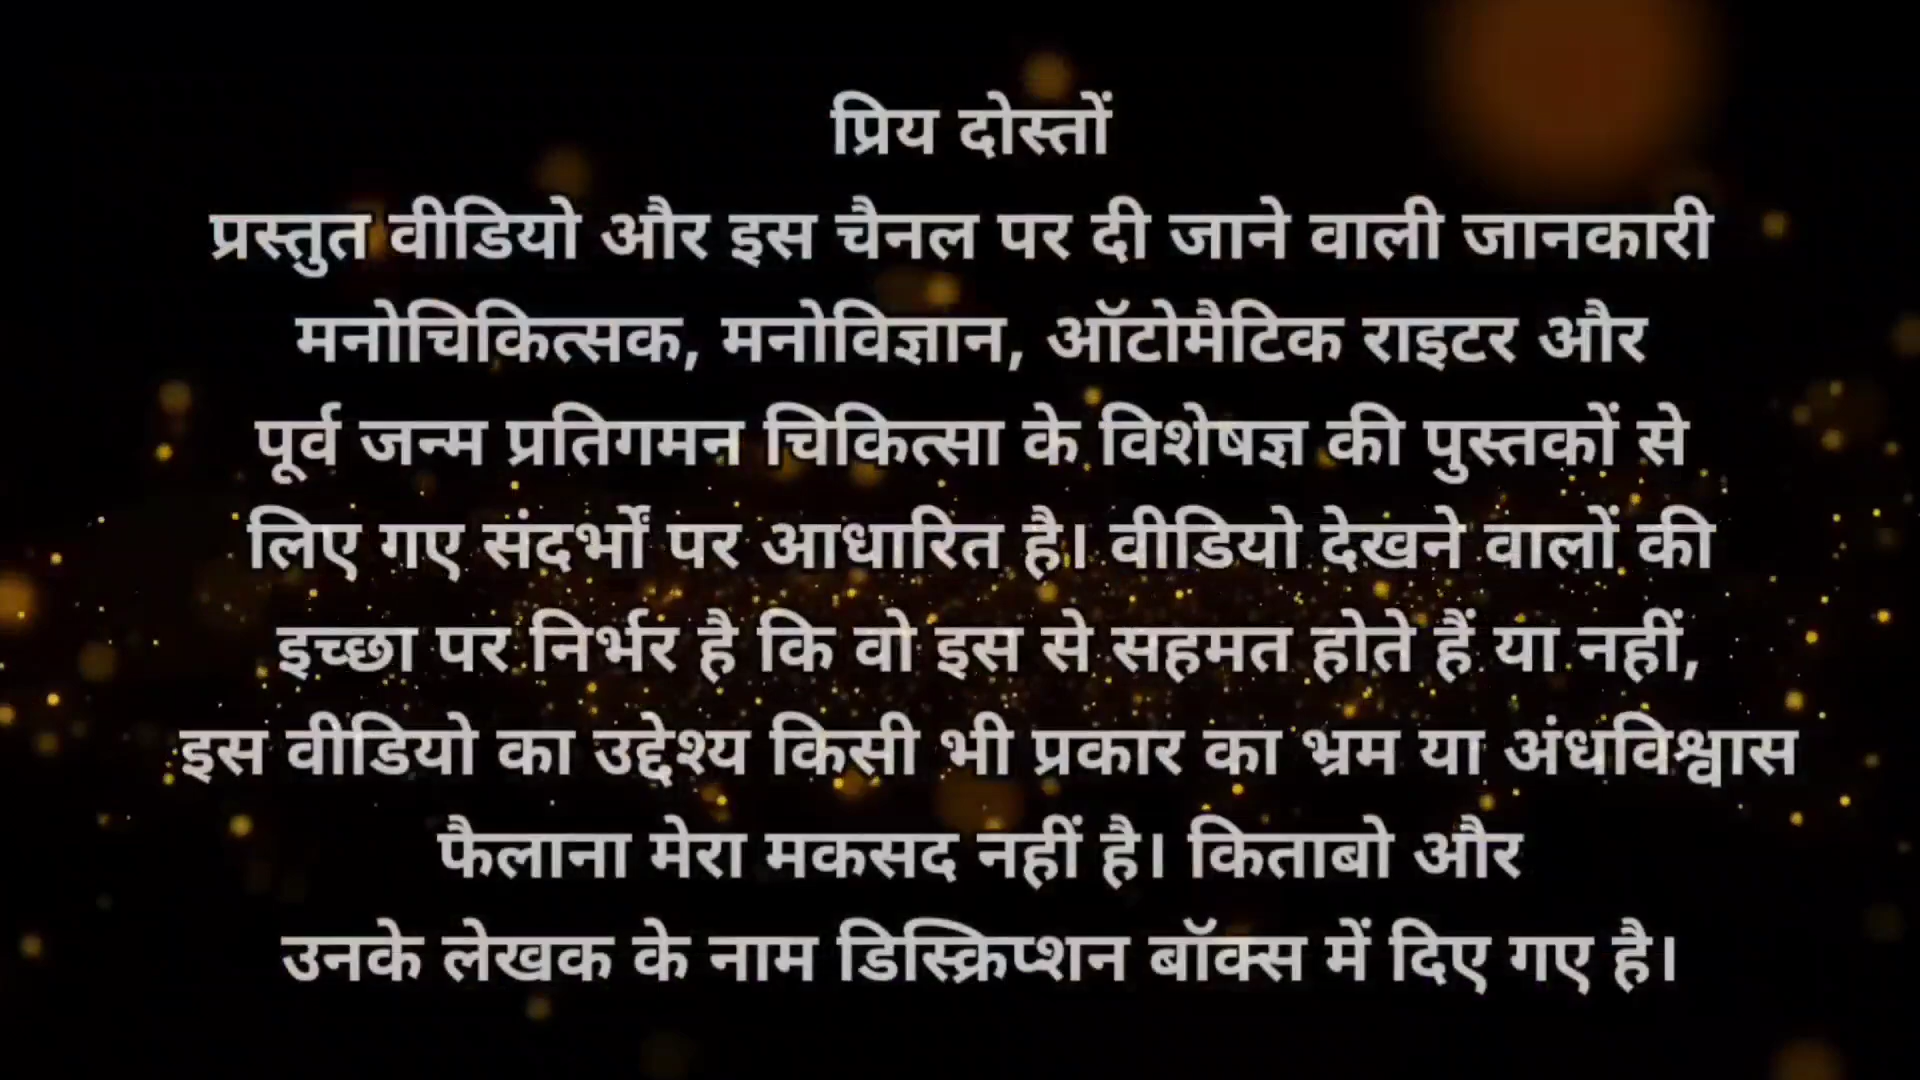 प्रिय दोस्तों
प्रस्तुत वीडियो और इस चैनल पर दी जाने वाली जानकारी
मनोचिकित्सक, मनोविज्ञान, ऑटोमैटिक राइटर और
पूर्व जन्म प्रतिगमन चिकित्सा के विशेषज्ञ की पुस्तकों से
लिए गए संदर्भों पर आधारित है। वीडियो देखने वालों की
इच्छा पर निर्भर है कि वो इस से सहमत होते हैं या नहीं,
इस वीडियो का उद्देश्य किसी भी प्रकार का भ्रम या अंधविश्वास
फैलाना मेरा मकसद नहीं है। किताबो और
उनके लेखक के नाम डिस्क्रिप्शन बॉक्स में दिए गए है।